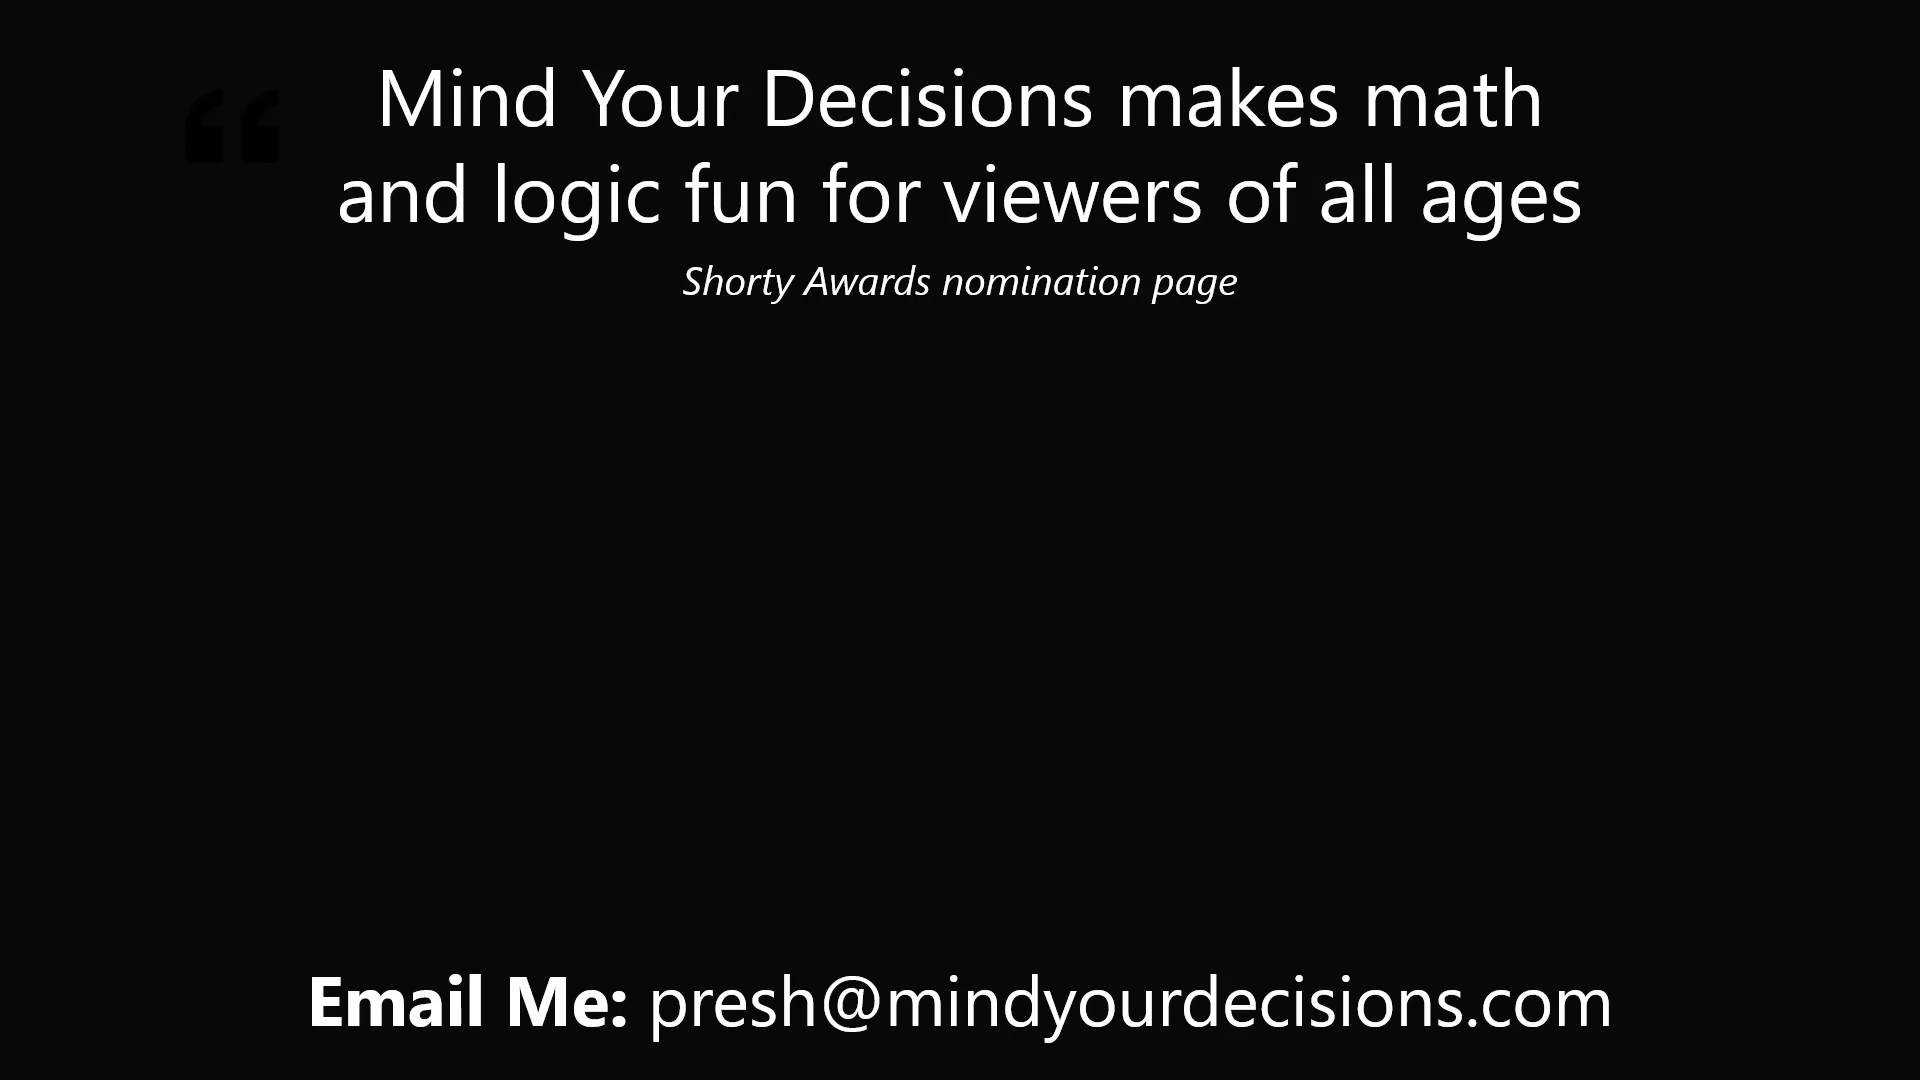 “
Mind Your Decisions makes math
and logic fun for viewers of all ages
Shorty Awards nomination page
Email Me: presh@mindyourdecisions.com